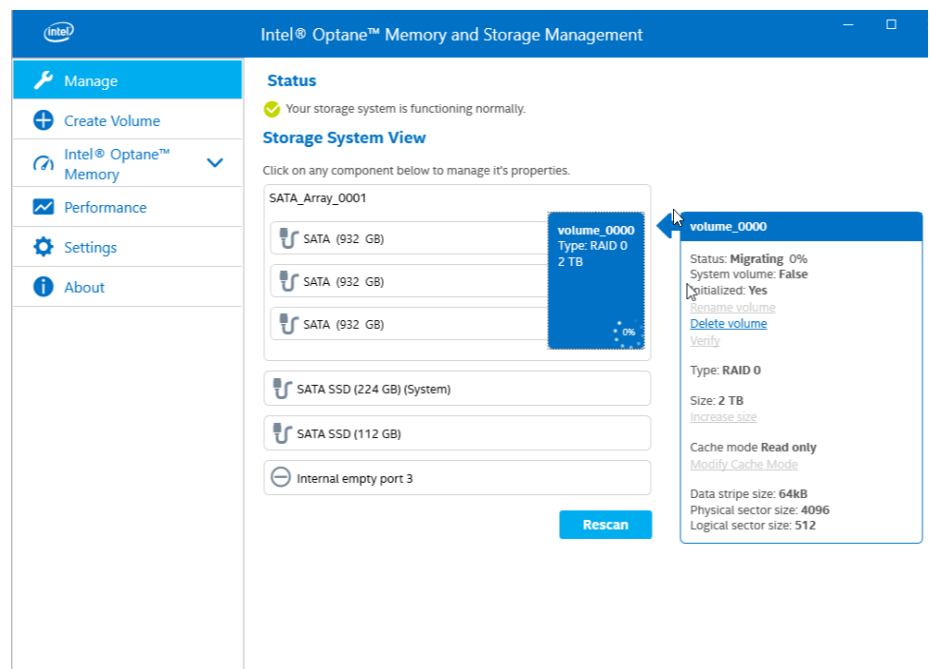 intel
Intel® Optane™ Memory and Storage Management
Manage
Create Volume
Intel® Optane™
Memory
Performance
Settings
About
Status
Your storage system is functioning normally.
Storage System View
Click on any component below to manage it's properties.
SATA_Array_0001
SATA (932 GB)
SATA (932 GB)
SATA (932 GB)
volume_0000
Type: RAID 0
2 TB
0%
SATA SSD (224 GB) (System)
SATA SSD (112 GB)
Internal empty port 3
Rescan
volume_0000
Status: Migrating 0%
System volume: False
Initialized: Yes
Rename volume
Delete volume
Verify
Type: RAID 0
Size: 2 TB
Increase size
Cache mode Read only
Modify Cache Mode
Data stripe size: 64kB
Physical sector size: 4096
Logical sector size: 512